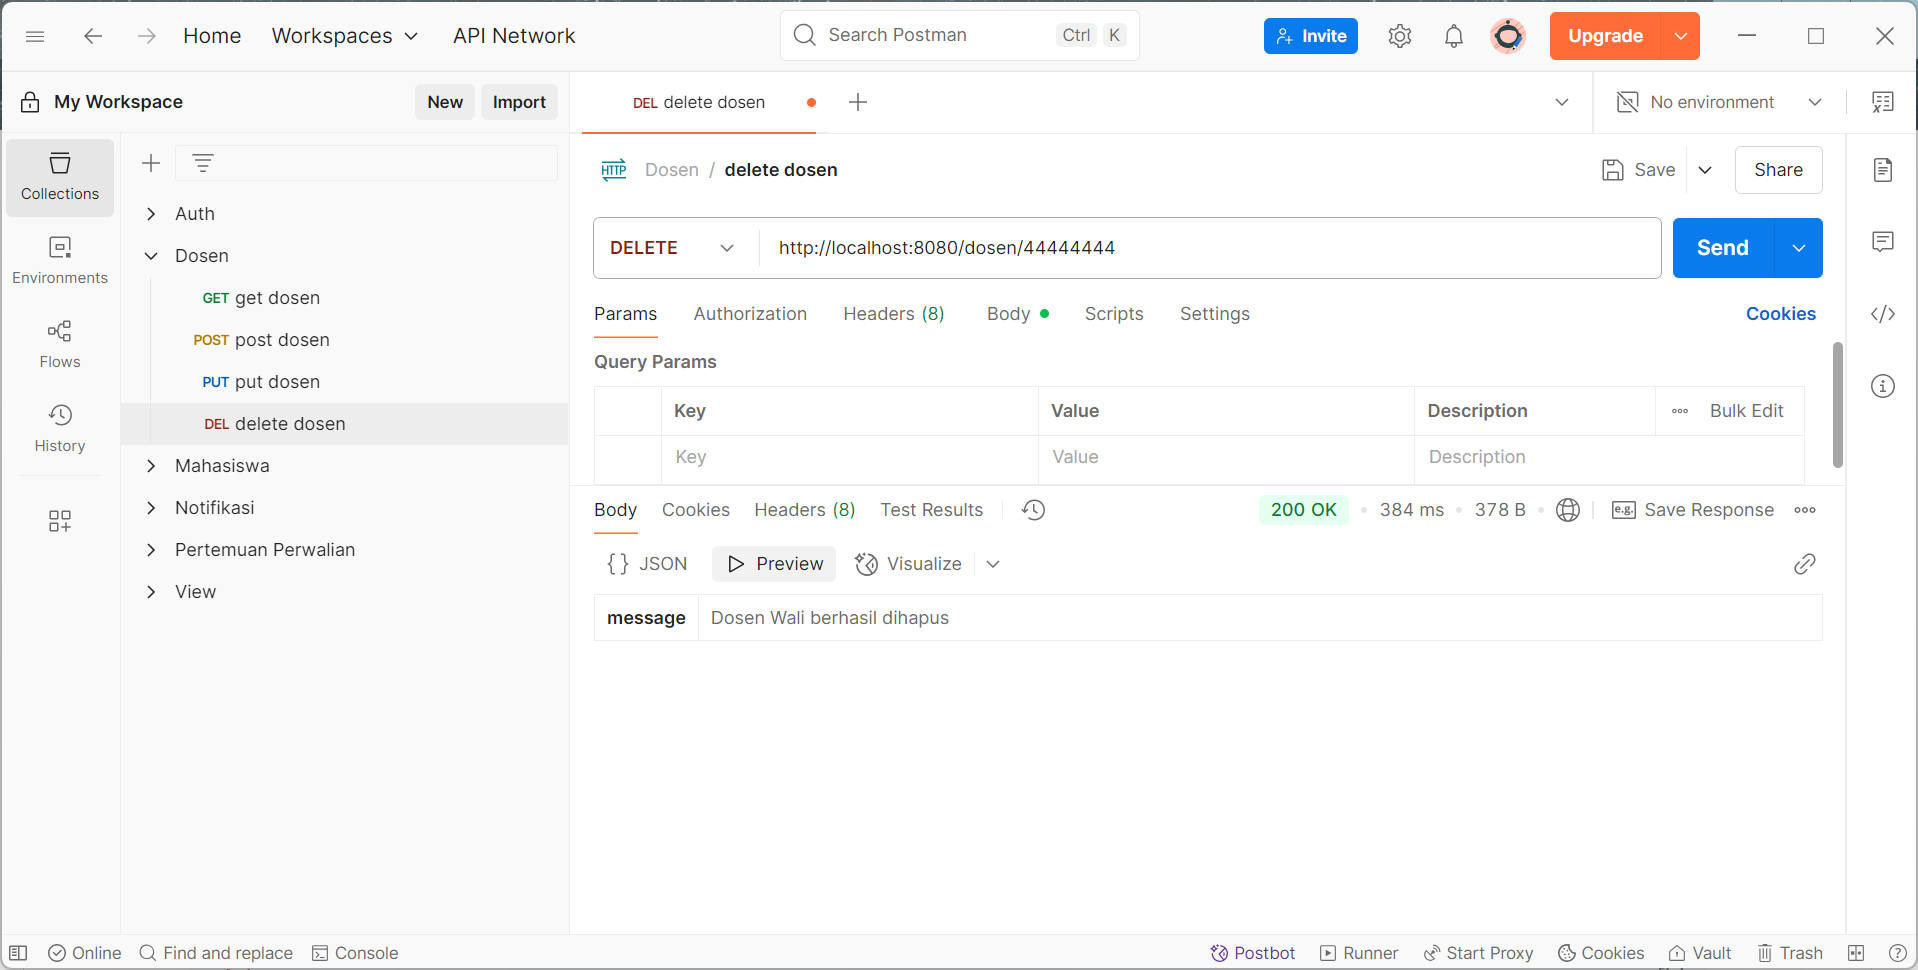 Home Workspaces API Network Search Postman Ctrl K Invite Upgrade
My Workspace New Import DEL delete dosen No environment
Collections
Environments
Flows
History
Auth
Dosen
GET get dosen
POST post dosen
PUT put dosen
DEL delete dosen
Mahasiswa
Notifikasi
Pertemuan Perwalian
View
HTTP Dosen / delete dosen Save Share
DELETE http://localhost:8080/dosen/44444444 Send
Params Authorization Headers (8) Body Scripts Settings Cookies
Query Params
Key Value Description Bulk Edit
Key Value Description
Body Cookies Headers (8) Test Results 200 OK 384 ms 378 B e.g. Save Response
{} JSON Preview Visualize
message Dosen Wali berhasil dihapus
Online Find and replace Console Postbot Runner Start Proxy Cookies Vault Trash